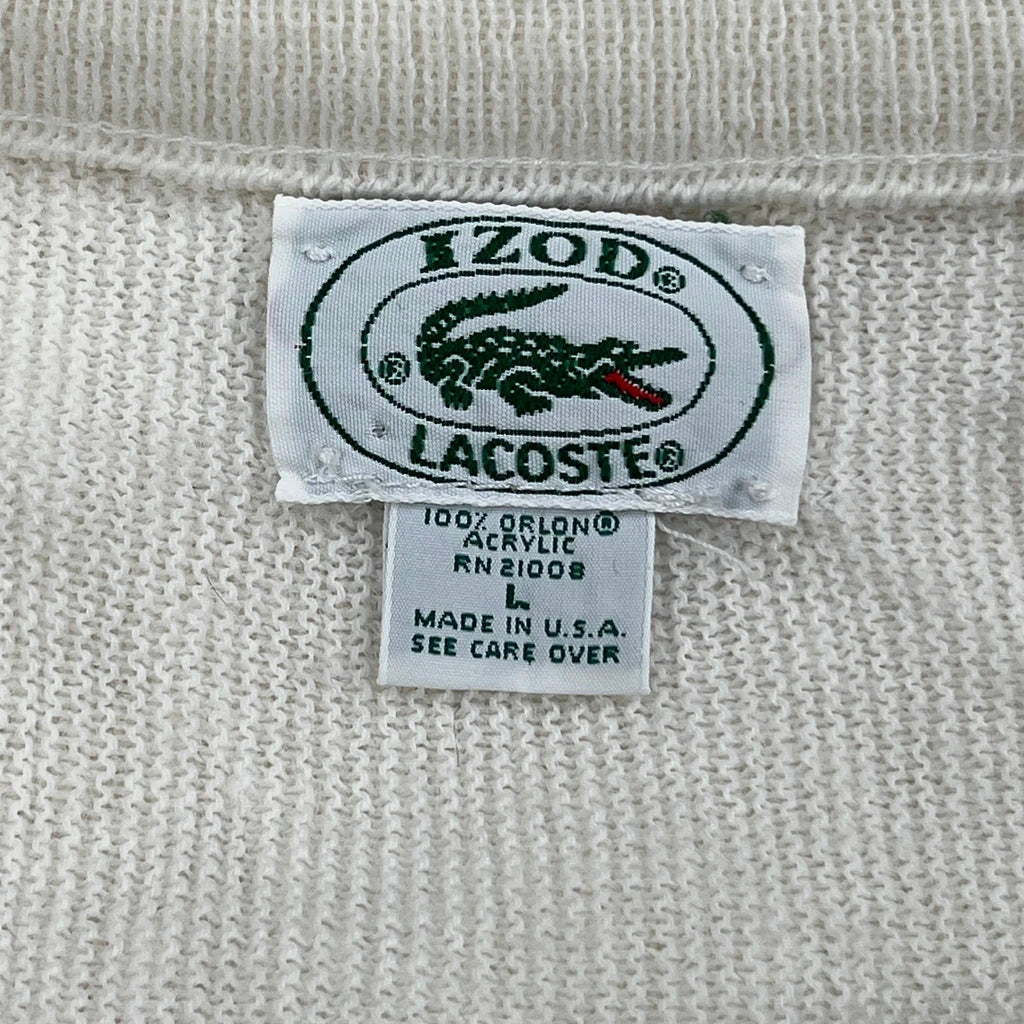 IZOD®
®
LACOSTE®
100% ORLON®
ACRYLIC
RN 21008
L
MADE IN U.S.A.
SEE CARE OVER